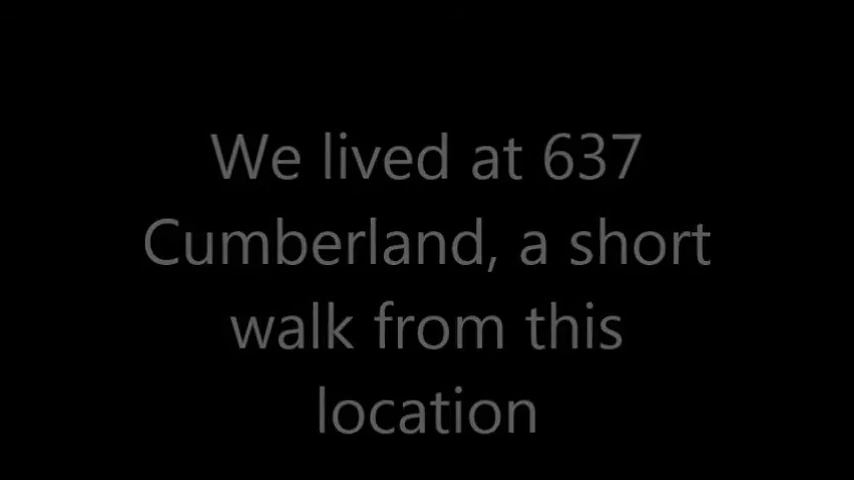 We lived at 637
Cumberland, a short
walk from this
location